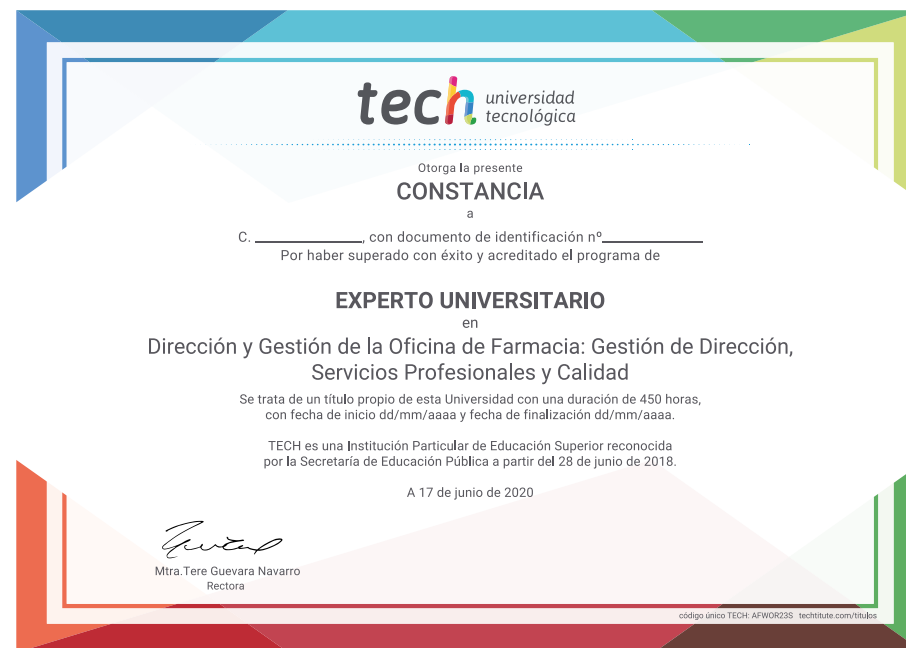 tech universidad
tecnológica
Otorga la presente
CONSTANCIA
a
C. ____________, con documento de identificación nº____________
Por haber superado con éxito y acreditado el programa de
EXPERTO UNIVERSITARIO
en
Dirección y Gestión de la Oficina de Farmacia: Gestión de Dirección,
Servicios Profesionales y Calidad
Se trata de un título propio de esta Universidad con una duración de 450 horas,
con fecha de inicio dd/mm/aaaa y fecha de finalización dd/mm/aaaa.
TECH es una Institución Particular de Educación Superior reconocida
por la Secretaría de Educación Pública a partir del 28 de junio de 2018.
A 17 de junio de 2020
Mtra.Tere Guevara Navarro
Rectora
código único TECH: AFWOR23S techtitute.com/titulos